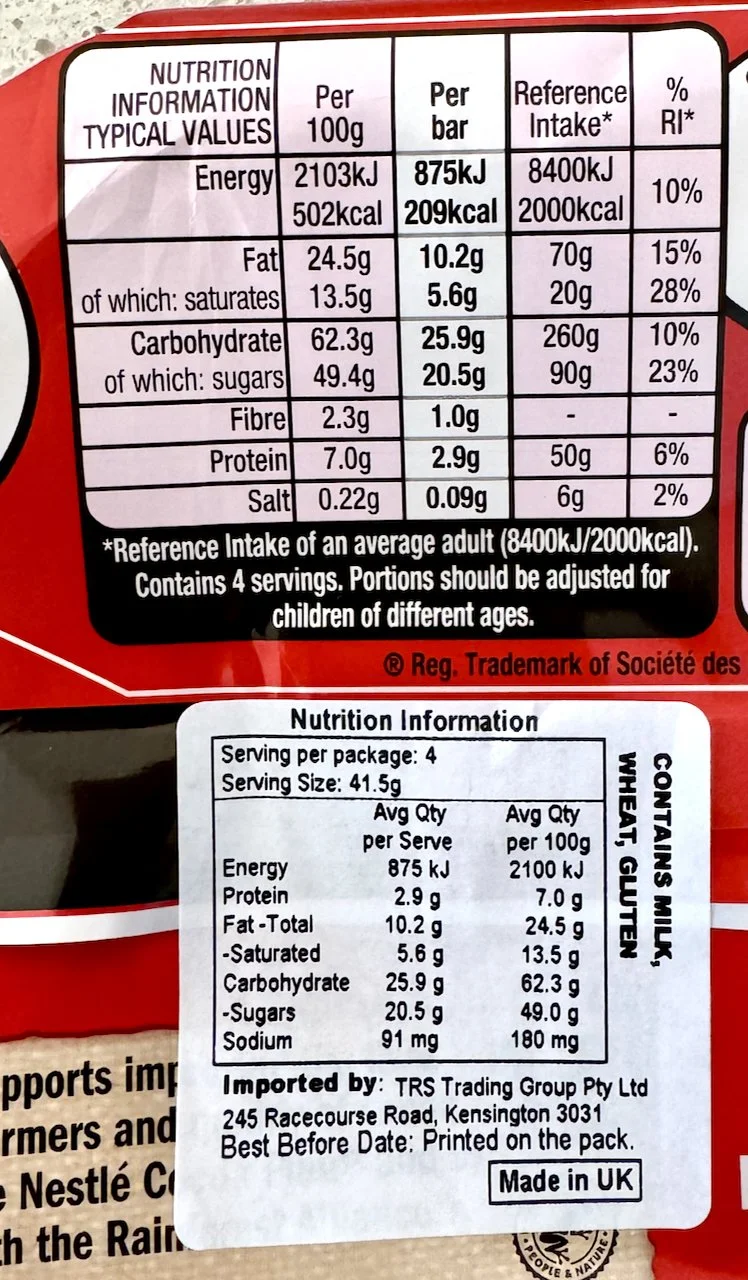 NUTRITION INFORMATION TYPICAL VALUES Per 100g Per bar Reference Intake* % RI*
Energy 2103kJ 875kJ 8400kJ 10%
502kcal 209kcal 2000kcal
Fat 24.5g 10.2g 70g 15%
of which: saturates 13.5g 5.6g 20g 28%
Carbohydrate 62.3g 25.9g 260g 10%
of which: sugars 49.4g 20.5g 90g 23%
Fibre 2.3g 1.0g - -
Protein 7.0g 2.9g 50g 6%
Salt 0.22g 0.09g 6g 2%
*Reference Intake of an average adult (8400kJ/2000kcal).
Contains 4 servings. Portions should be adjusted for
children of different ages.
® Reg. Trademark of Société des
Nutrition Information
Serving per package: 4
Serving Size: 41.5g
Avg Qty Avg Qty
per Serve per 100g
Energy 875 kJ 2100 kJ
Protein 2.9 g 7.0 g
Fat -Total 10.2 g 24.5 g
-Saturated 5.6 g 13.5 g
Carbohydrate 25.9 g 62.3 g
-Sugars 20.5 g 49.0 g
Sodium 91 mg 180 mg
CONTAINS MILK,
WHEAT, GLUTEN
Imported by: TRS Trading Group Pty Ltd
245 Racecourse Road, Kensington 3031
Best Before Date: Printed on the pack.
Made in UK
pports imp
rmers and
Nestlé C
h the Rain
PEOPLE & NATURE